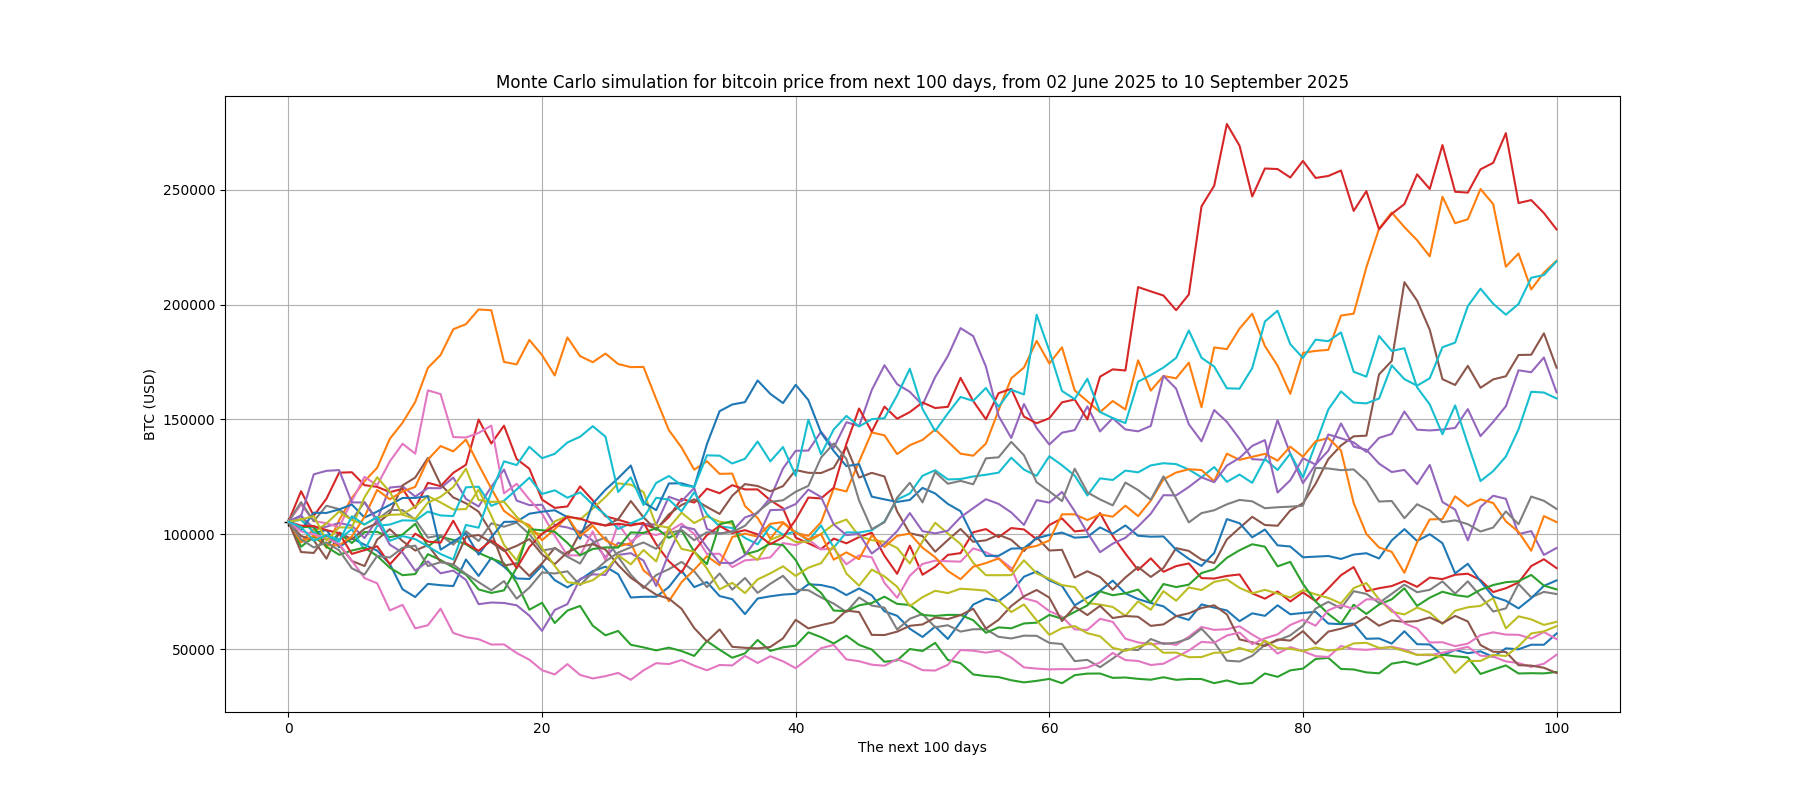 Monte Carlo simulation for bitcoin price from next 100 days, from 02 June 2025 to 10 September 2025
BTC (USD)
250000
200000
150000
100000
50000
0 20 40 60 80 100
The next 100 days